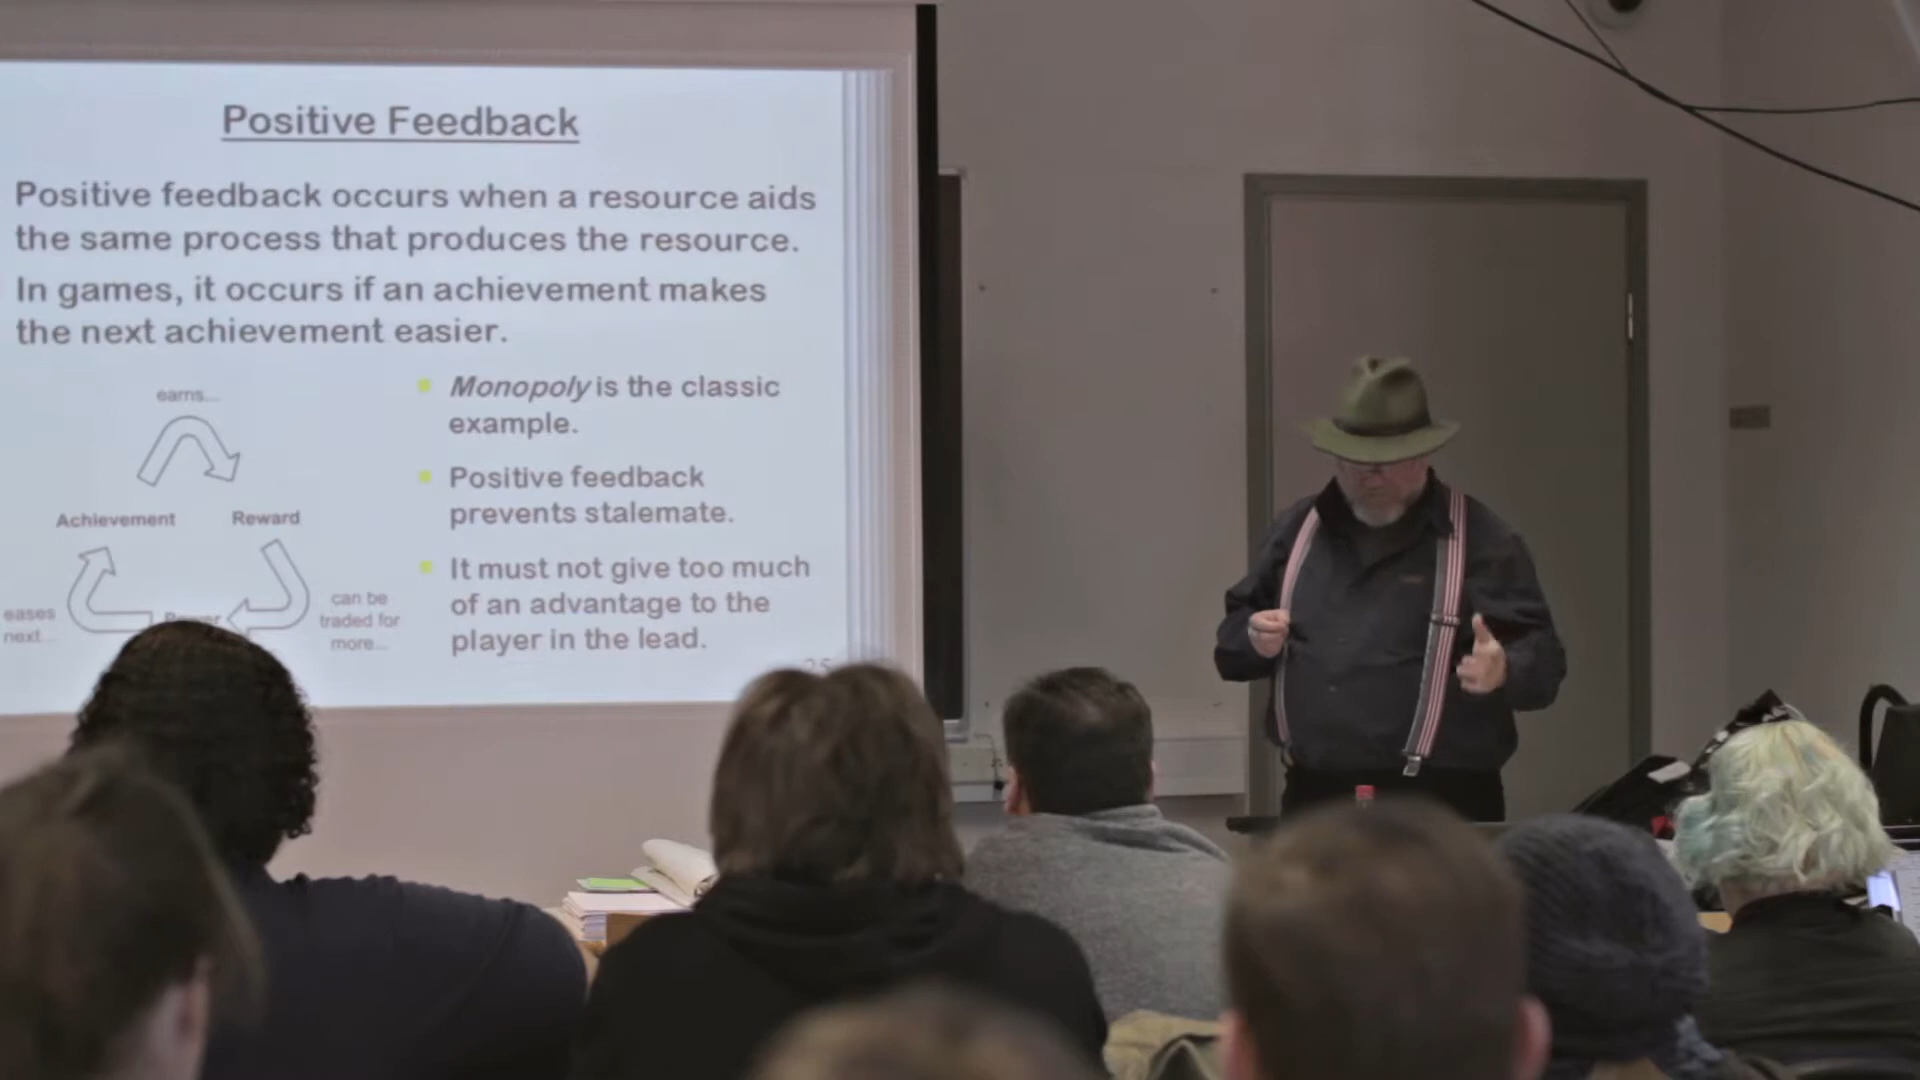 Positive Feedback
Positive feedback occurs when a resource aids
the same process that produces the resource.
In games, it occurs if an achievement makes
the next achievement easier.
earns...
Achievement
Reward
can be
traded for
more...
eases
next...
Monopoly is the classic
example.
Positive feedback
prevents stalemate.
It must not give too much
of an advantage to the
player in the lead.
25